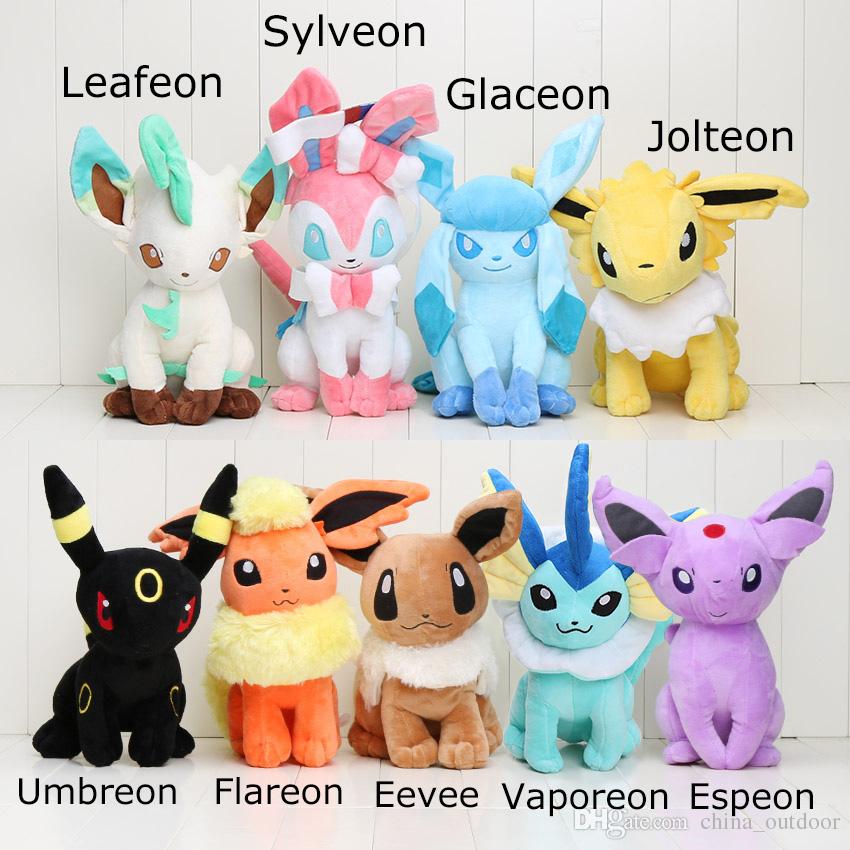 Sylveon
Leafeon
Glaceon
Jolteon
Umbreon
Flareon
Eevee
Vaporeon
Espeon
DHgate.com china_outdoor